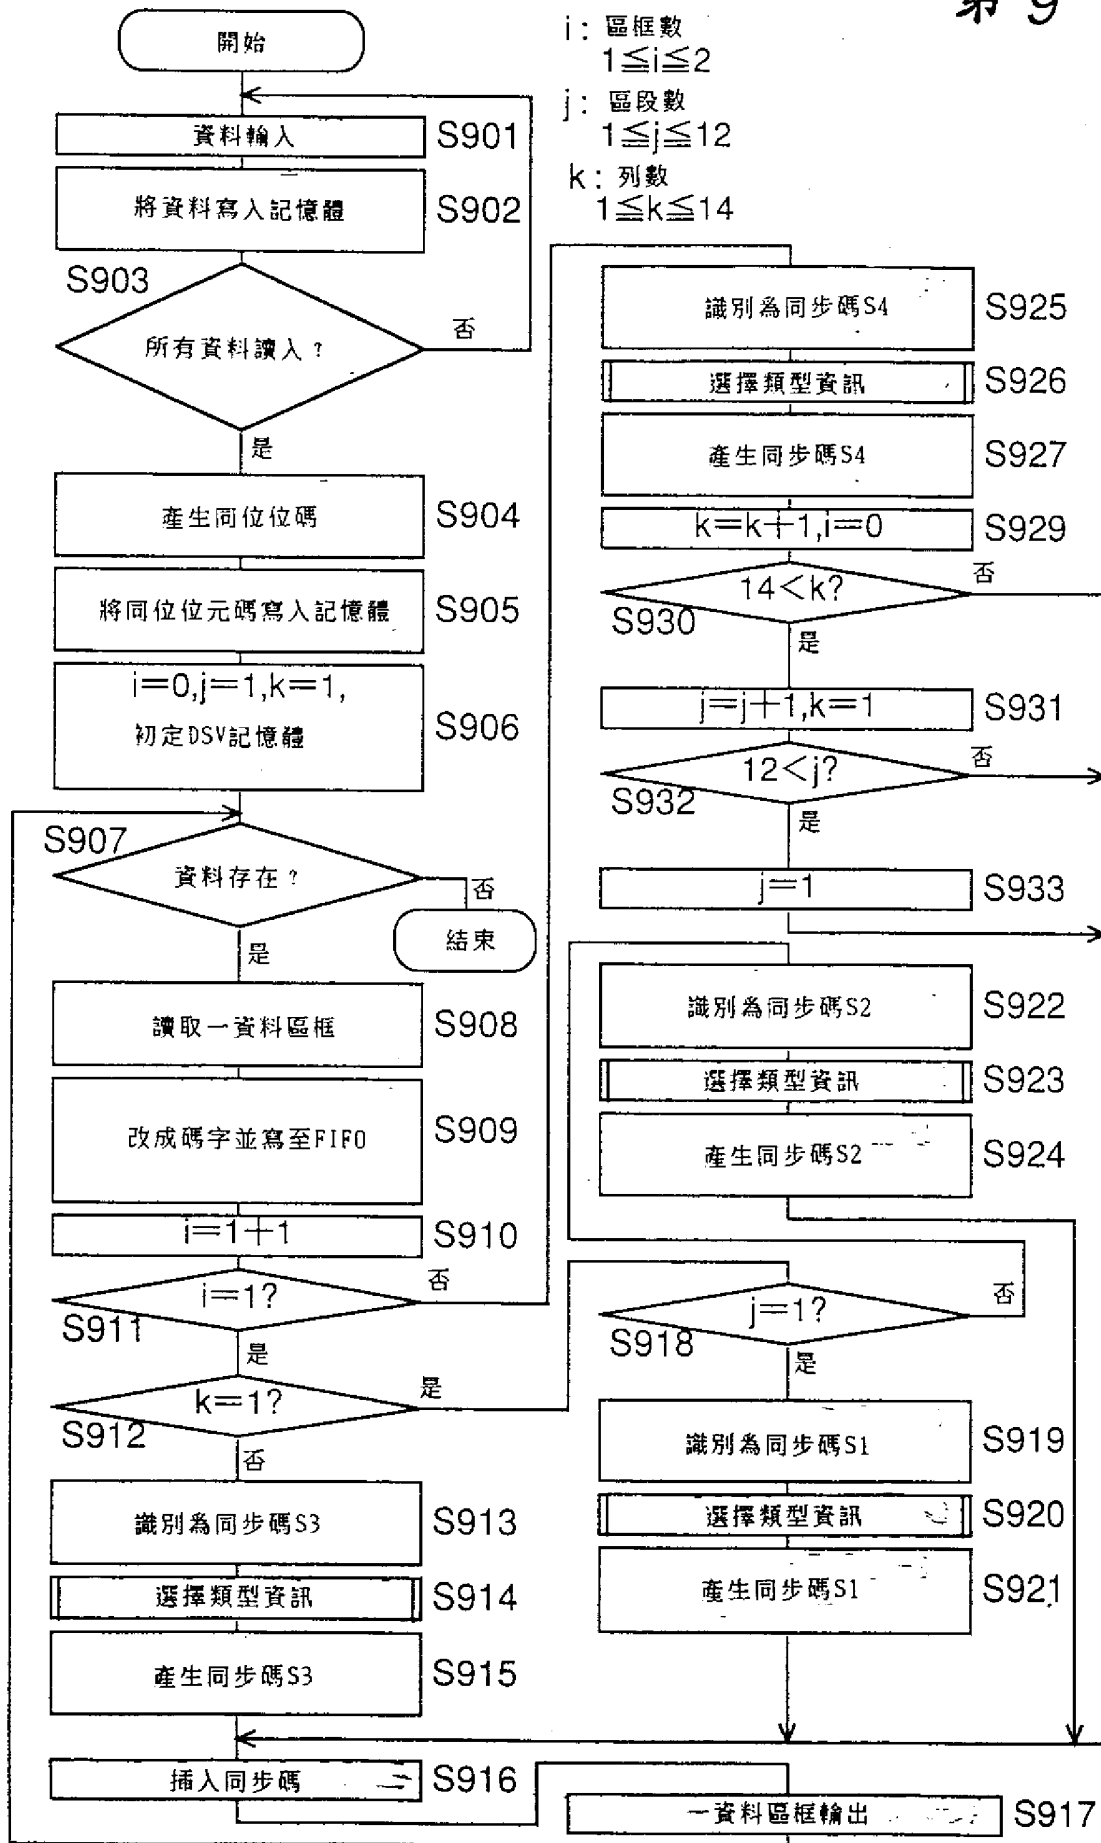 第 9
開始
i: 區框數
1≦i≦2
j: 區段數
1≦j≦12
k: 列數
1≦k≦14
資料輸入
S901
將資料寫入記憶體
S902
S903
所有資料讀入?
否
是
產生同位位碼
S904
將同位位元碼寫入記憶體
S905
i=0,j=1,k=1,
初定DSV記憶體
S906
S907
資料存在?
否
結束
是
讀取一資料區框
S908
改成碼字並寫至FIFO
S909
i=1+1
S910
i=1?
否
S911
是
k=1?
是
S912
否
識別為同步碼S3
S913
選擇類型資訊
S914
產生同步碼S3
S915
插入同步碼
S916
識別為同步碼S4
S925
選擇類型資訊
S926
產生同步碼S4
S927
k=k+1,i=0
S929
14<k?
否
S930
是
j=j+1,k=1
S931
12<j?
否
S932
是
j=1
S933
識別為同步碼S2
S922
選擇類型資訊
S923
產生同步碼S2
S924
j=1?
否
S918
是
識別為同步碼S1
S919
選擇類型資訊
S920
產生同步碼S1
S921
一資料區框輸出
S917